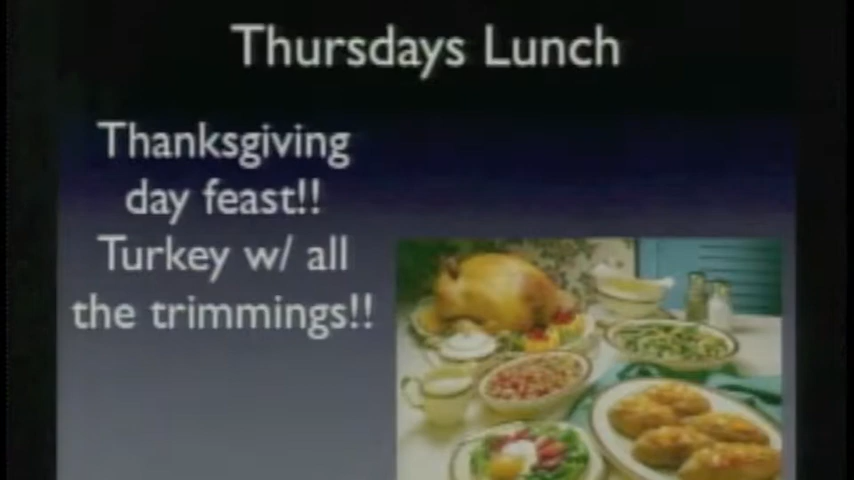 Thursdays Lunch
Thanksgiving
day feast!!
Turkey w/ all
the trimmings!!